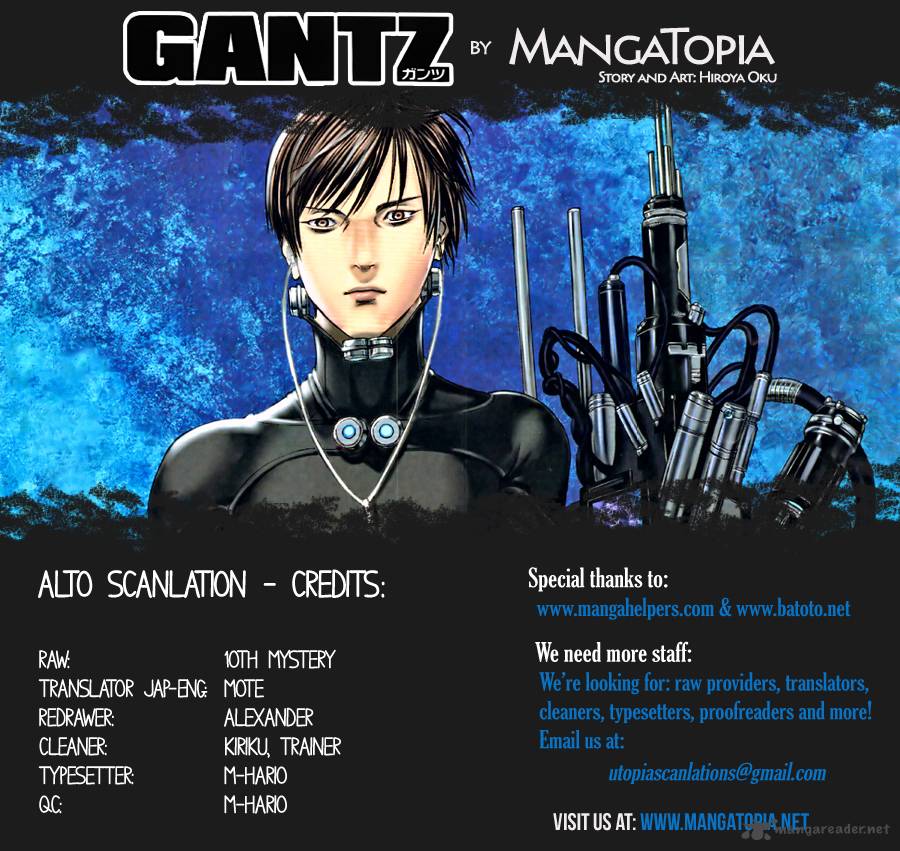 GANTZ
ガンツ
BY MANGATOPIA
STORY AND ART: HIROYA OKU
ALTO SCANLATION - CREDITS:
RAW: 10TH MYSTERY
TRANSLATOR JAP-ENG: MOTE
REDRAWER: ALEXANDER
CLEANER: KIRIKU, TRAINER
TYPESETTER: M-HARIO
QC: M-HARIO
Special thanks to:
www.mangahelpers.com & www.batoto.net
We need more staff:
We're looking for: raw providers, translators,
cleaners, typesetters, proofreaders and more!
Email us at:
utopiascanlations@gmail.com
VISIT US AT: WWW.MANGATOPIA.NET
mangareader.net